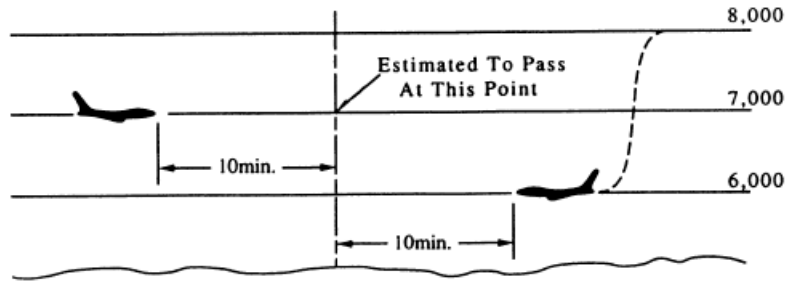 8,000
Estimated To Pass
At This Point
7,000
10min.
6,000
10min.